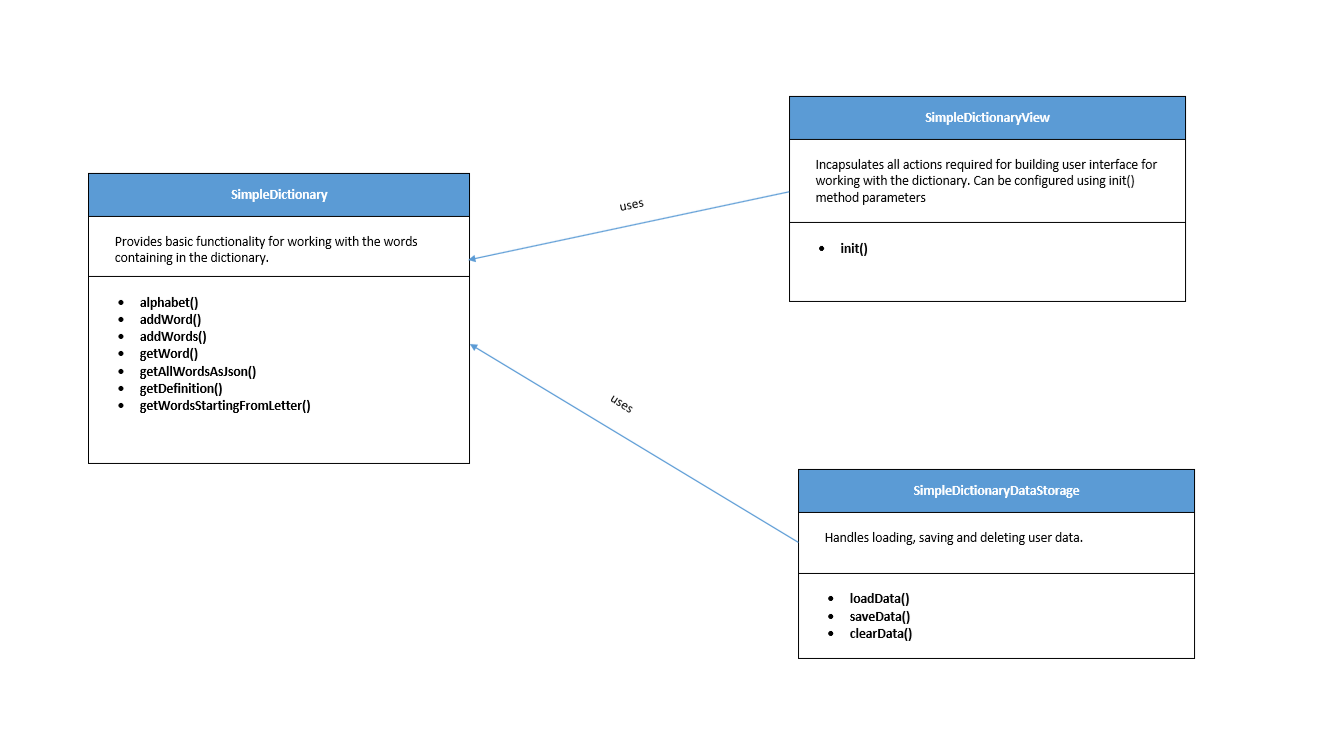 SimpleDictionary
Provides basic functionality for working with the words
containing in the dictionary.
• alphabet()
• addWord()
• addWords()
• getWord()
• getAllWordsAsJson()
• getDefinition()
• getWordsStartingFromLetter()
uses
uses
SimpleDictionaryView
Incapsulates all actions required for building user interface for
working with the dictionary. Can be configured using init()
method parameters
• init()
SimpleDictionaryDataStorage
Handles loading, saving and deleting user data.
• loadData()
• saveData()
• clearData()